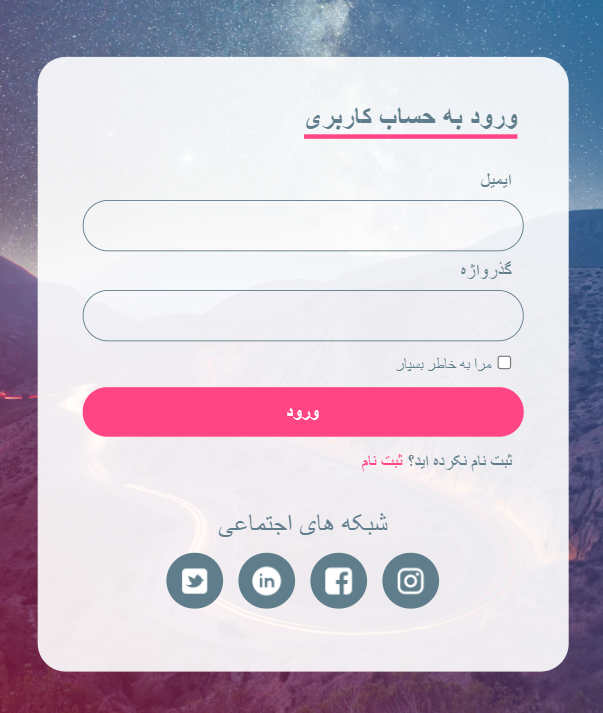 ورود به حساب کاربری
ایمیل
گذرواژه
مرا به خاطر بسپار
ورود
ثبت نام نکرده اید؟ ثبت نام
شبکه های اجتماعی
in